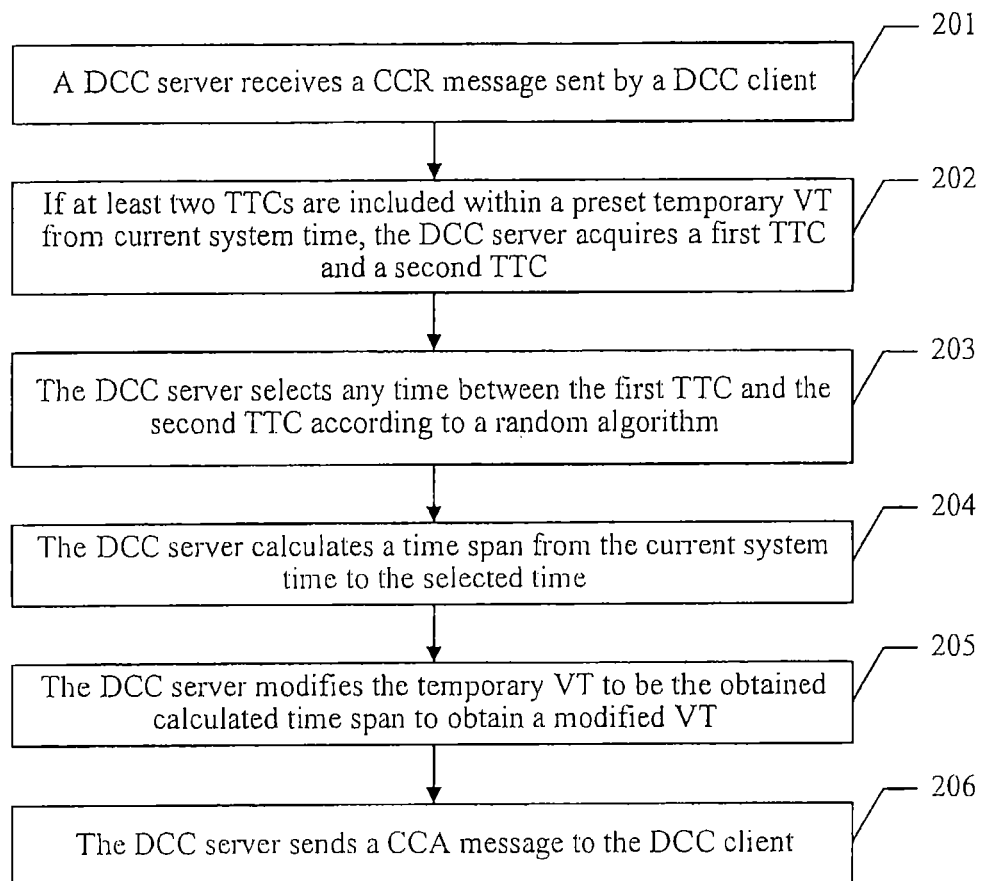 201
A DCC server receives a CCR message sent by a DCC client
202
If at least two TTCs are included within a preset temporary VT
from current system time, the DCC server acquires a first TTC
and a second TTC
203
The DCC server selects any time between the first TTC and the
second TTC according to a random algorithm
204
The DCC server calculates a time span from the current system
time to the selected time
205
The DCC server modifies the temporary VT to be the obtained
calculated time span to obtain a modified VT
206
The DCC server sends a CCA message to the DCC client